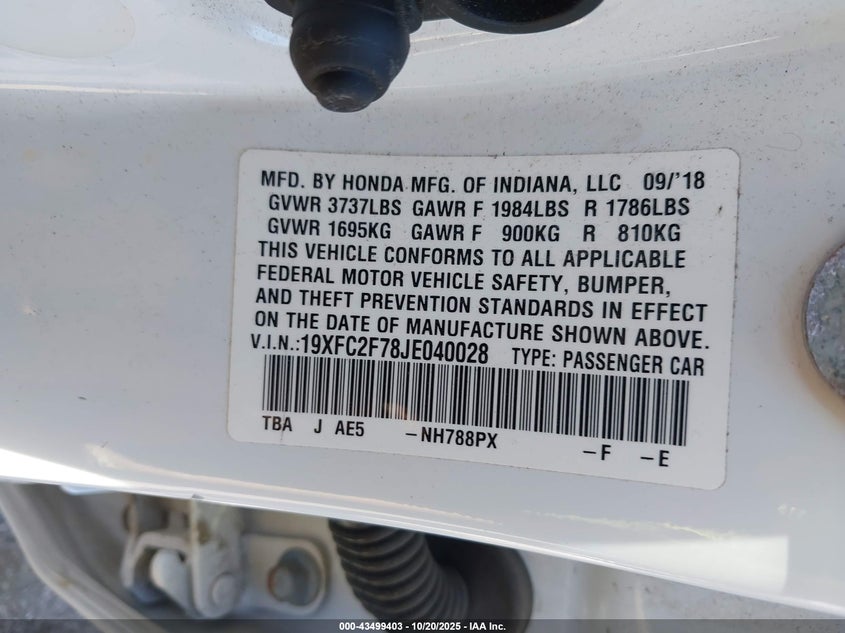 MFD. BY HONDA MFG. OF INDIANA, LLC 09/'18
GVWR 3737LBS GAWR F 1984LBS R 1786LBS
GVWR 1695KG GAWR F 900KG R 810KG
THIS VEHICLE CONFORMS TO ALL APPLICABLE
FEDERAL MOTOR VEHICLE SAFETY, BUMPER,
AND THEFT PREVENTION STANDARDS IN EFFECT
ON THE DATE OF MANUFACTURE SHOWN ABOVE.
V.I.N.:19XFC2F78JE040028 TYPE: PASSENGER CAR
TBA J AE5 -NH788PX -F -E
000-43499403 | 10/20/2025 | IAA Inc.